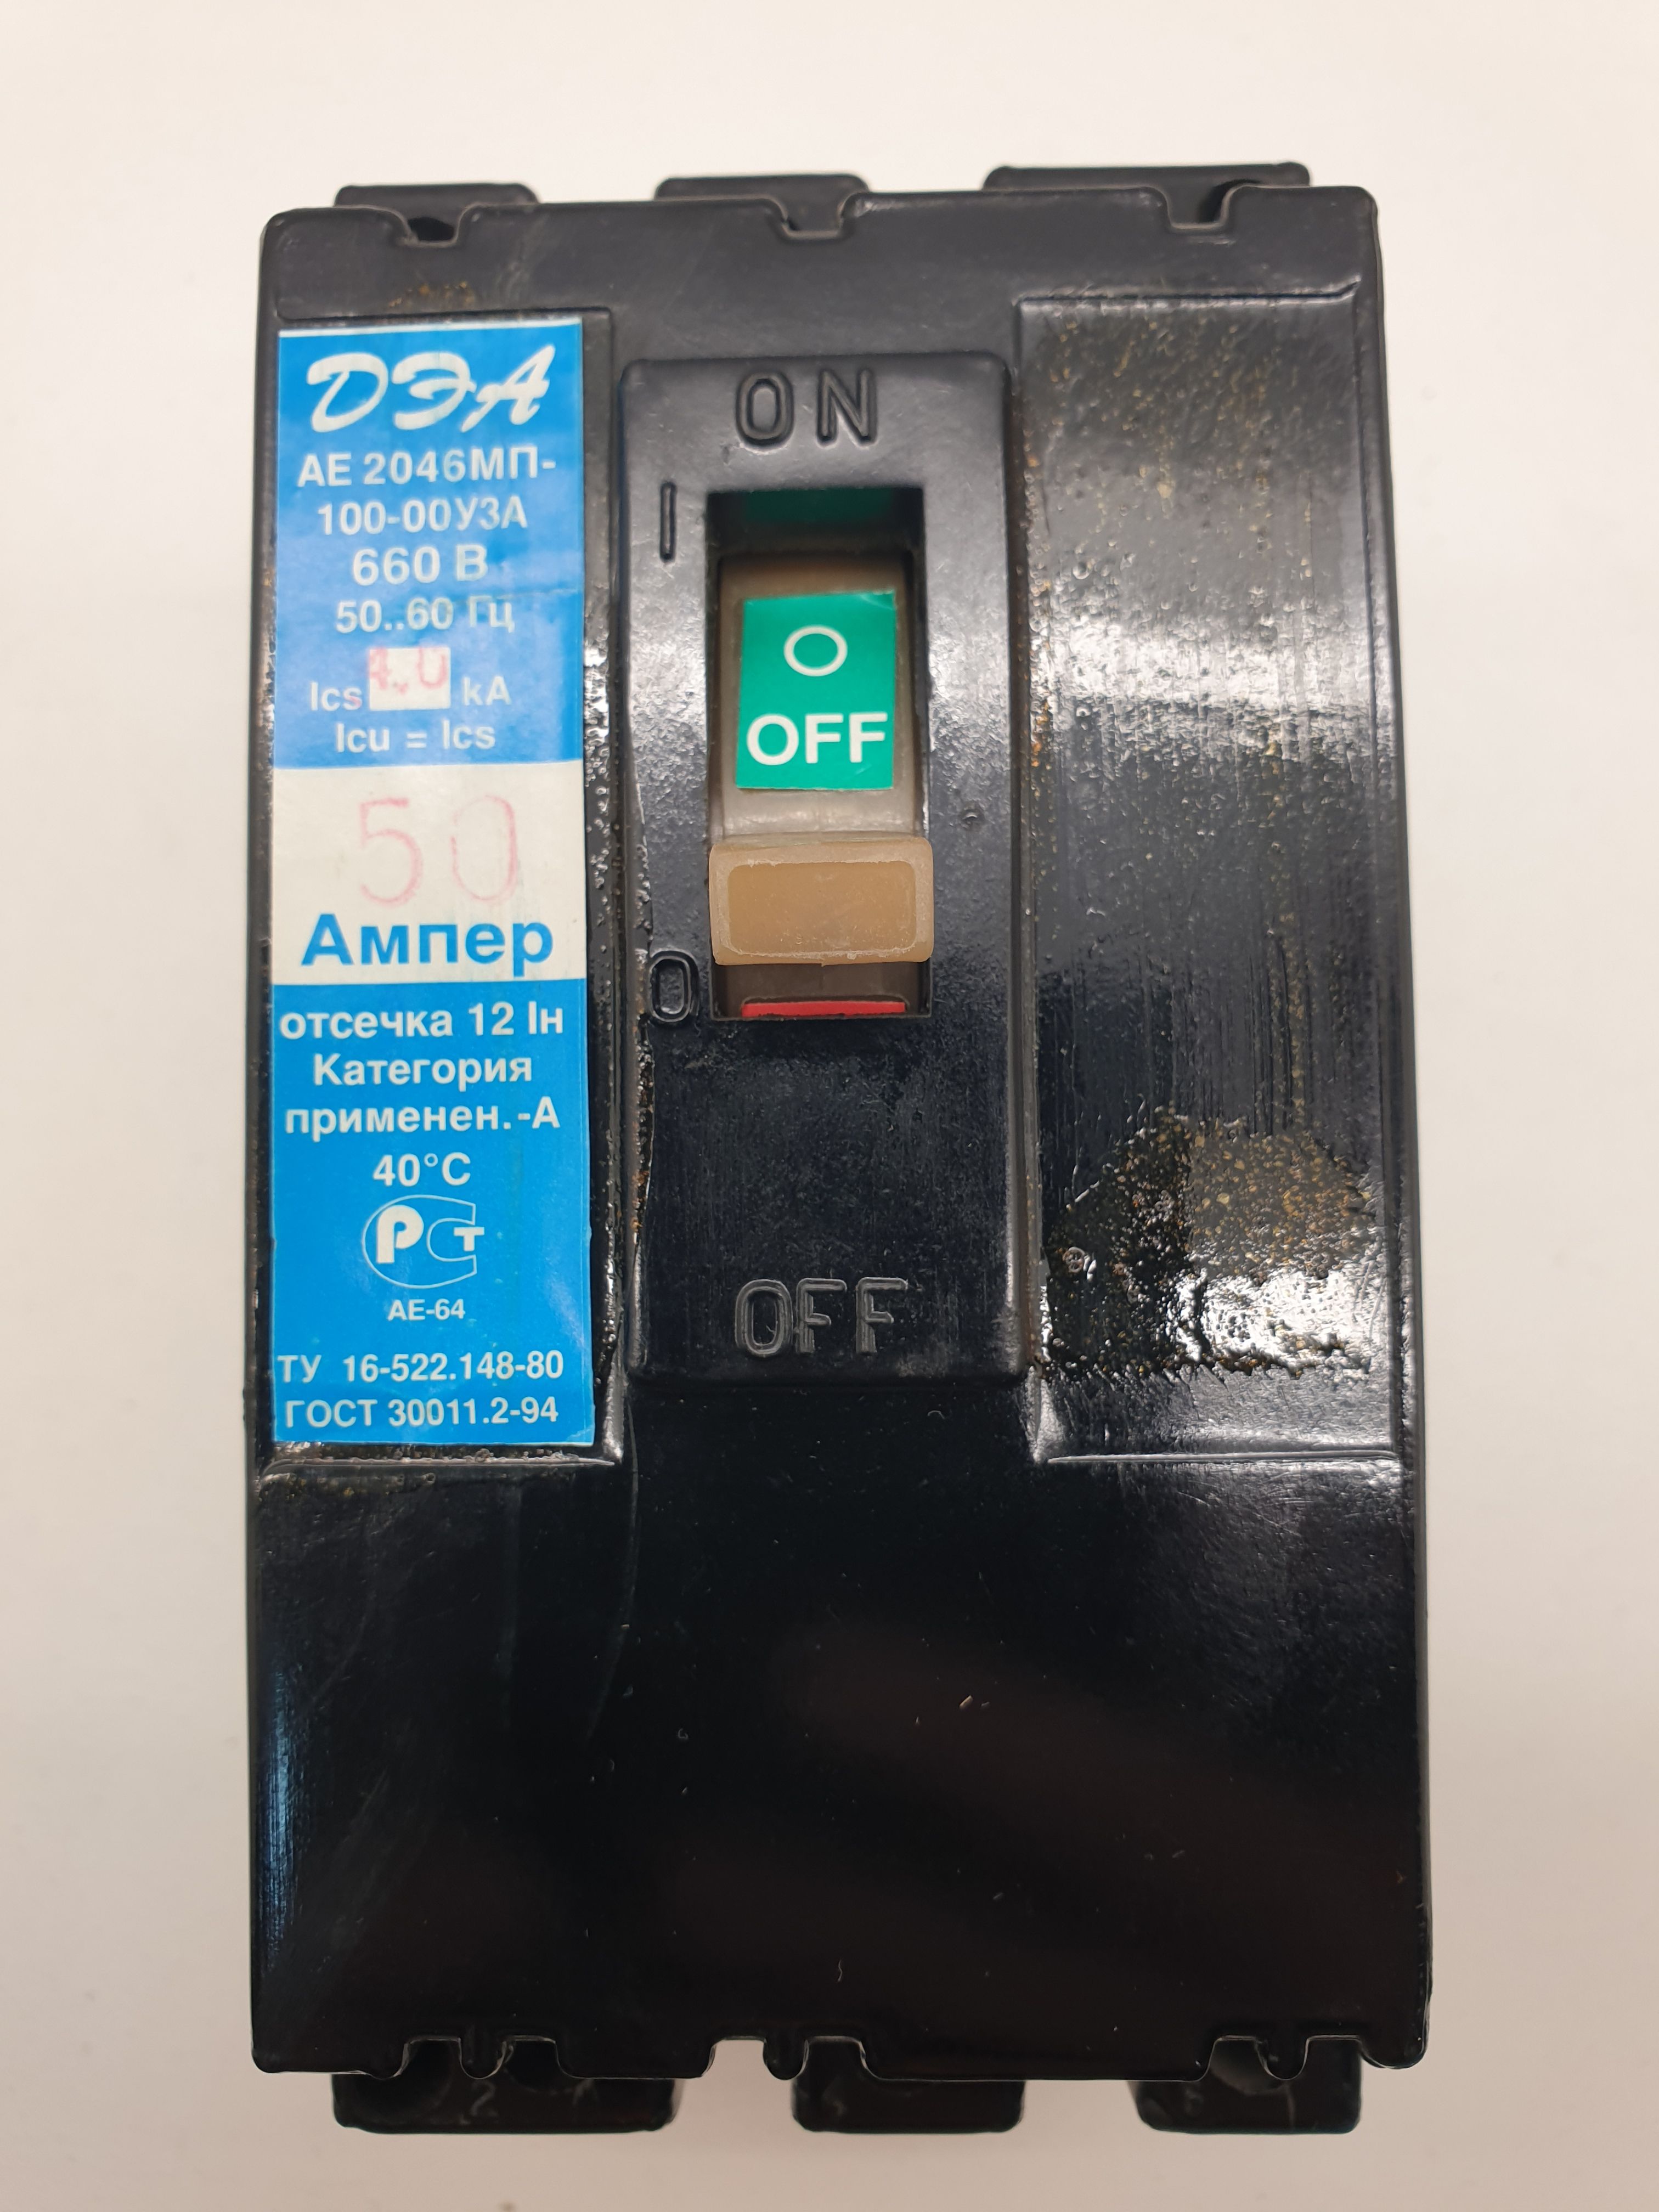 ДЭА
АЕ 2046МП-
100-00У3А
660 В
50..60 Гц
Ics 4,0 kA
Icu = Ics
50
Ампер
отсечка 12 Iн
Категория
применен.-А
40°C
РСТ
АЕ-64
ТУ 16-522.148-80
ГОСТ 30011.2-94
ON
I
O
OFF
O
OFF